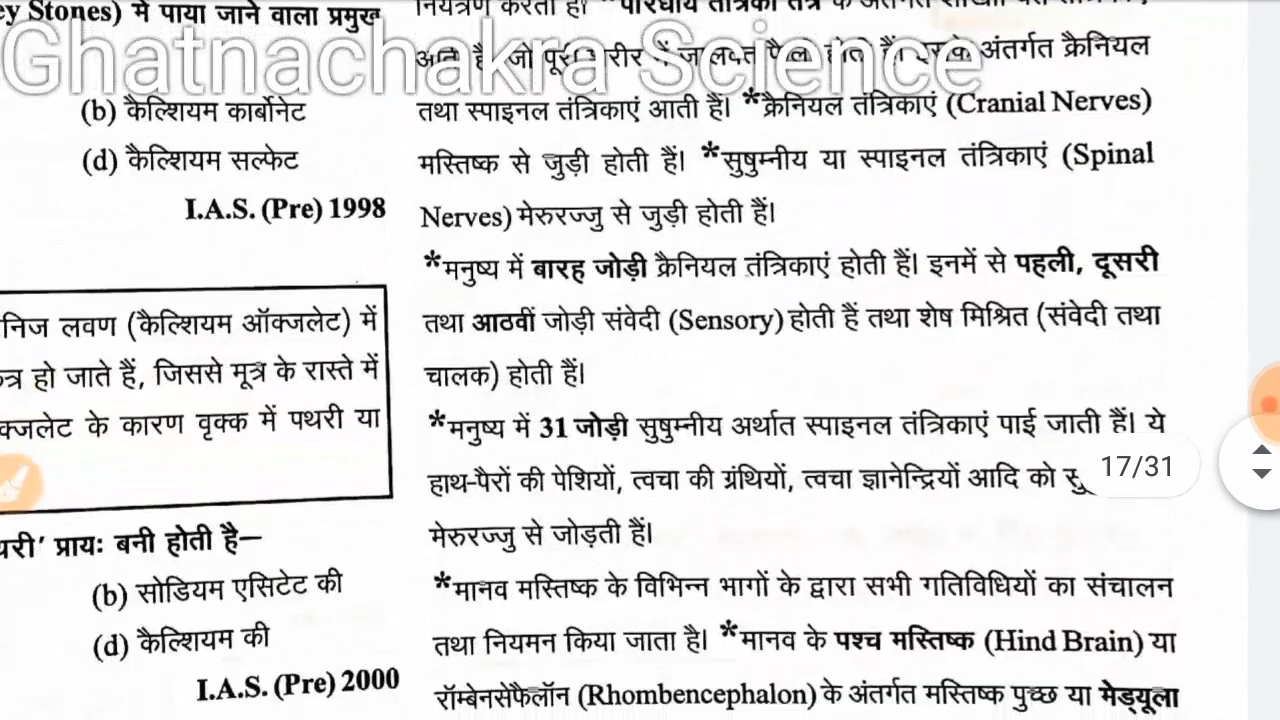 ey Stones) में पाया जाने वाला प्रमुख
(b) कैल्शियम कार्बोनेट
(d) कैल्शियम सल्फेट
I.A.S. (Pre) 1998
निज लवण (कैल्शियम ऑक्जलेट) में
त्र हो जाते हैं, जिससे मूत्र के रास्ते में
क्जलेट के कारण वृक्क में पथरी या
थरी' प्रायः बनी होती है–
(b) सोडियम एसिटेट की
(d) कैल्शियम की
I.A.S. (Pre) 2000
Ghatnachakra Science
नियंत्रण करता है। *परिधीय तंत्रिका तंत्र के अंतर्गत
अंतर्गत क्रैनियल
तथा स्पाइनल तंत्रिकाएं आती हैं। *क्रैनियल तंत्रिकाएं (Cranial Nerves)
मस्तिष्क से जुड़ी होती हैं। *सुषुम्नीय या स्पाइनल तंत्रिकाएं (Spinal
Nerves) मेरुरज्जु से जुड़ी होती हैं।
*मनुष्य में बारह जोड़ी क्रैनियल तंत्रिकाएं होती हैं। इनमें से पहली, दूसरी
तथा आठवीं जोड़ी संवेदी (Sensory) होती हैं तथा शेष मिश्रित (संवेदी तथा
चालक) होती हैं।
*मनुष्य में 31 जोड़ी सुषुम्नीय अर्थात स्पाइनल तंत्रिकाएं पाई जाती हैं। ये
हाथ-पैरों की पेशियों, त्वचा की ग्रंथियों, त्वचा ज्ञानेन्द्रियों आदि को सु
मेरुरज्जु से जोड़ती हैं।
*मानव मस्तिष्क के विभिन्न भागों के द्वारा सभी गतिविधियों का संचालन
तथा नियमन किया जाता है। *मानव के पश्च मस्तिष्क (Hind Brain) या
रॉम्बेनसेफैलॉन (Rhombencephalon) के अंतर्गत मस्तिष्क पुच्छ या मेड्यूला
17/31